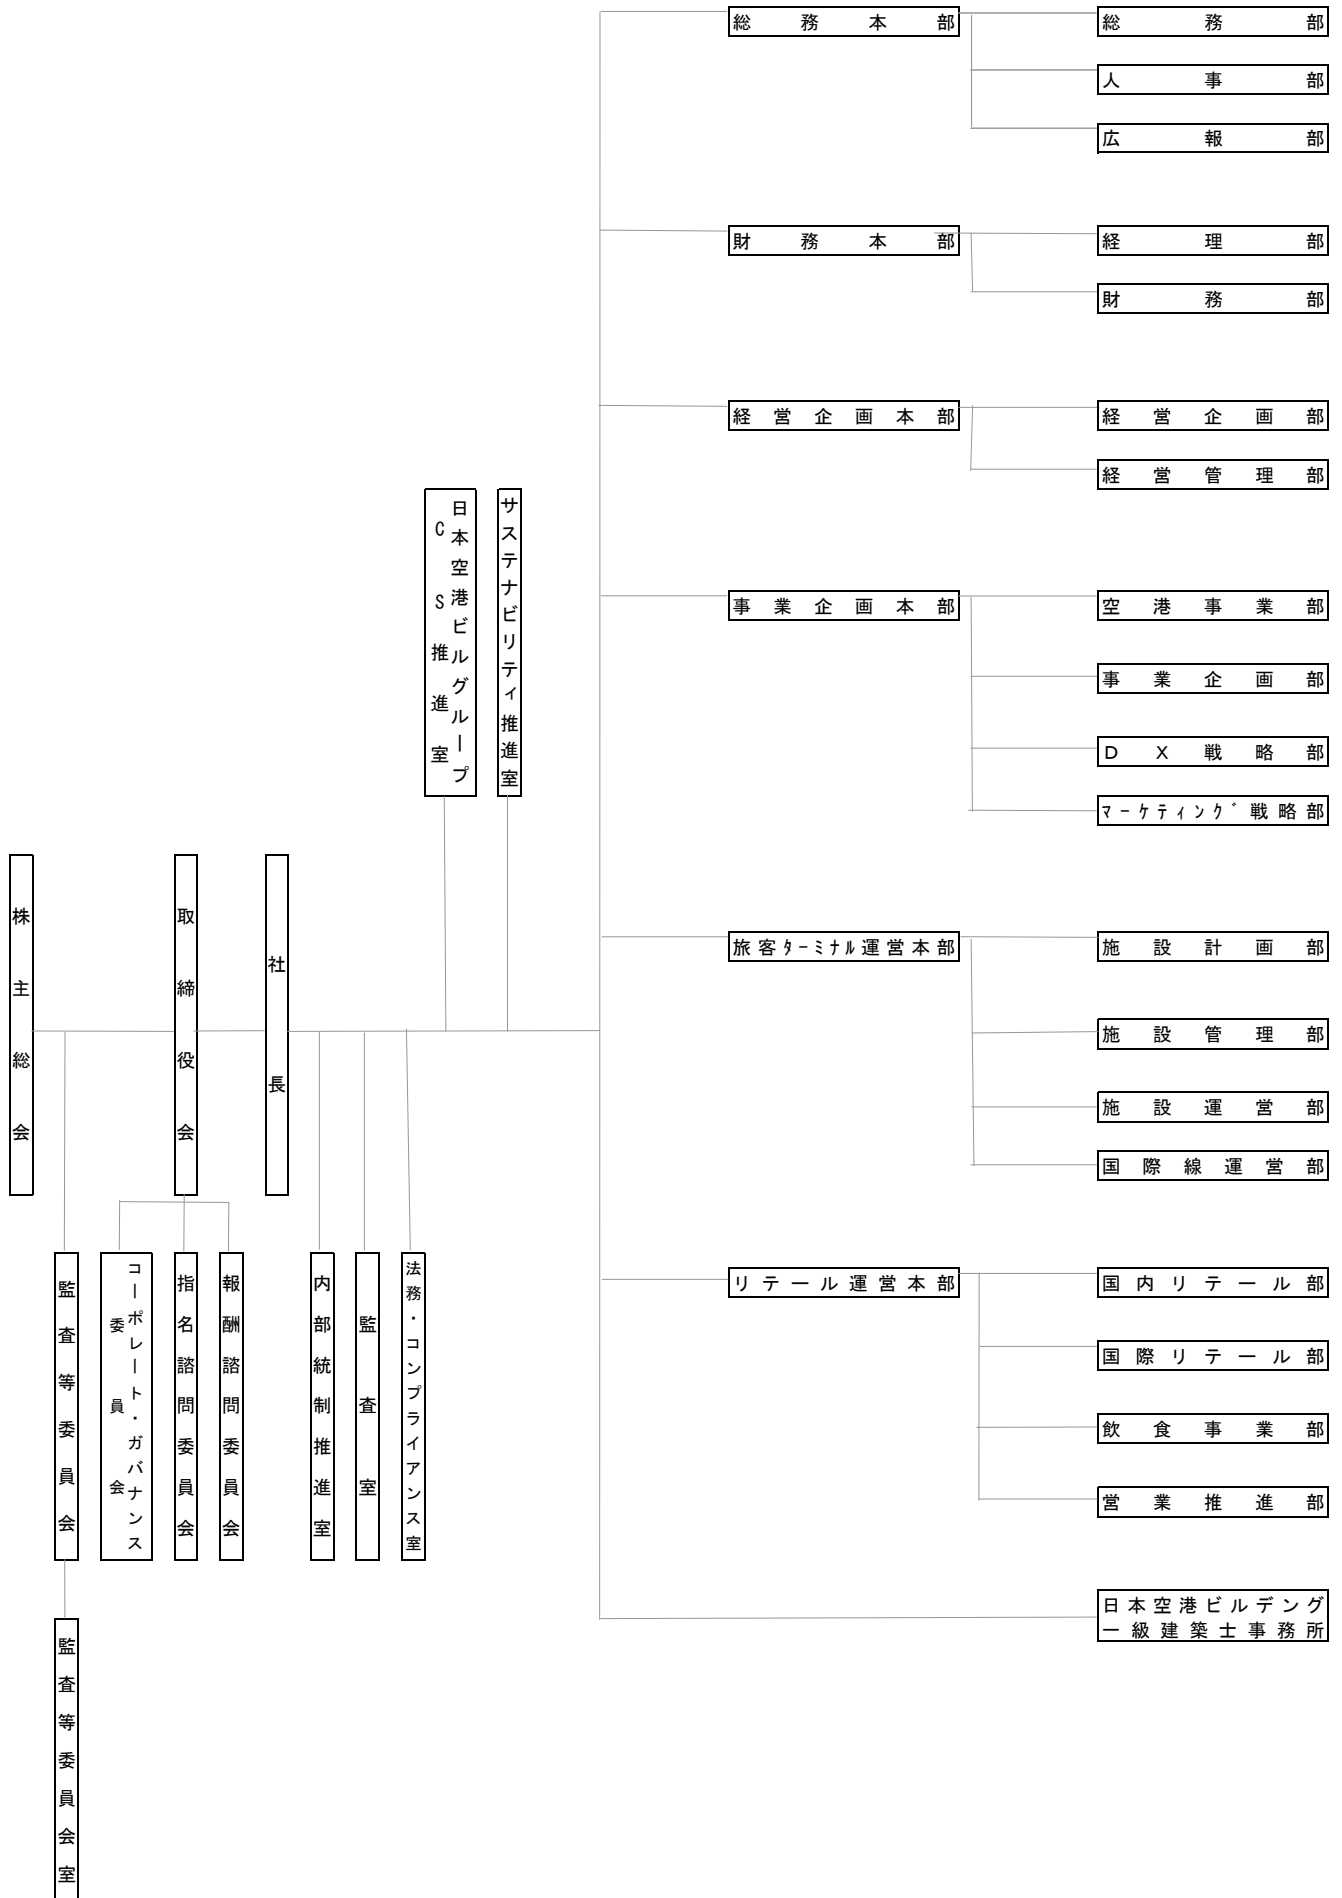 総務本部
総務部
人事部
広報部
財務本部
経理部
財務部
経営企画本部
経営企画部
経営管理部
日本空港ビルグループ
CS推進室
サステナビリティ推進室
事業企画本部
空港事業部
事業企画部
DX戦略部
マーケティング戦略部
株主総会
取締役会
社長
旅客ターミナル運営本部
施設計画部
施設管理部
施設運営部
国際線運営部
監査等委員会
コーポレート・ガバナンス
委員会
指名諮問委員会
報酬諮問委員会
内部統制推進室
監査室
法務・コンプライアンス室
リテール運営本部
国内リテール部
国際リテール部
飲食事業部
営業推進部
日本空港ビルデング
一級建築士事務所
監査等委員会室